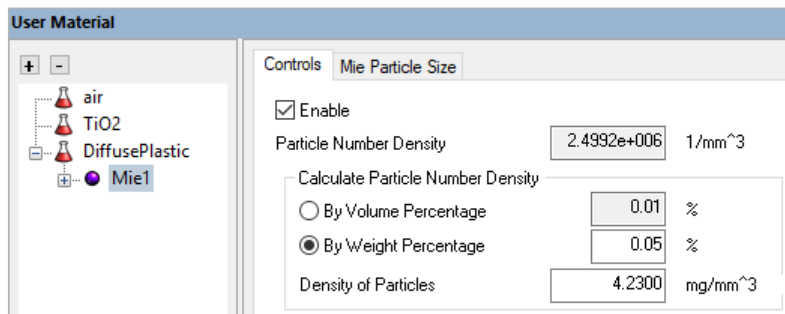 User Material
+ -
air
TiO2
DiffusePlastic
Mie1
Controls Mie Particle Size
Enable
Particle Number Density 2.4992e+006 1/mm^3
Calculate Particle Number Density
By Volume Percentage 0.01 %
By Weight Percentage 0.05 %
Density of Particles 4.2300 mg/mm^3